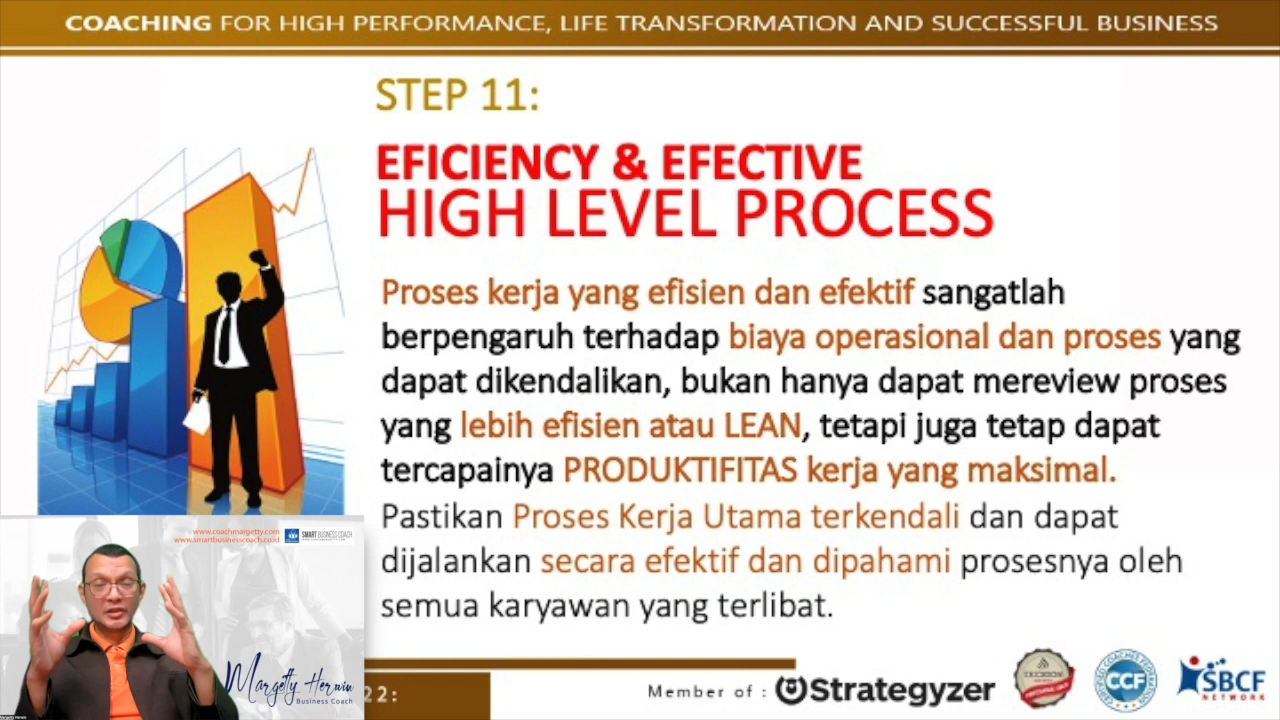 COACHING FOR HIGH PERFORMANCE, LIFE TRANSFORMATION AND SUCCESSFUL BUSINESS
STEP 11:
EFICIENCY & EFECTIVE
HIGH LEVEL PROCESS
Proses kerja yang efisien dan efektif sangatlah
berpengaruh terhadap biaya operasional dan proses yang
dapat dikendalikan, bukan hanya dapat mereview proses
yang lebih efisien atau LEAN, tetapi juga tetap dapat
tercapainya PRODUKTIFITAS kerja yang maksimal.
Pastikan Proses Kerja Utama terkendali dan dapat
dijalankan secara efektif dan dipahami prosesnya oleh
semua karyawan yang terlibat.
www.coachmargetty.com
www.smartbusinesscoach.co.id
SMART BUSINESS COACH
Margetty Herwin
Business Coach
Margetty Herwin
22:
Member of :
Strategyzer
CCF
SBCF
NETWORK